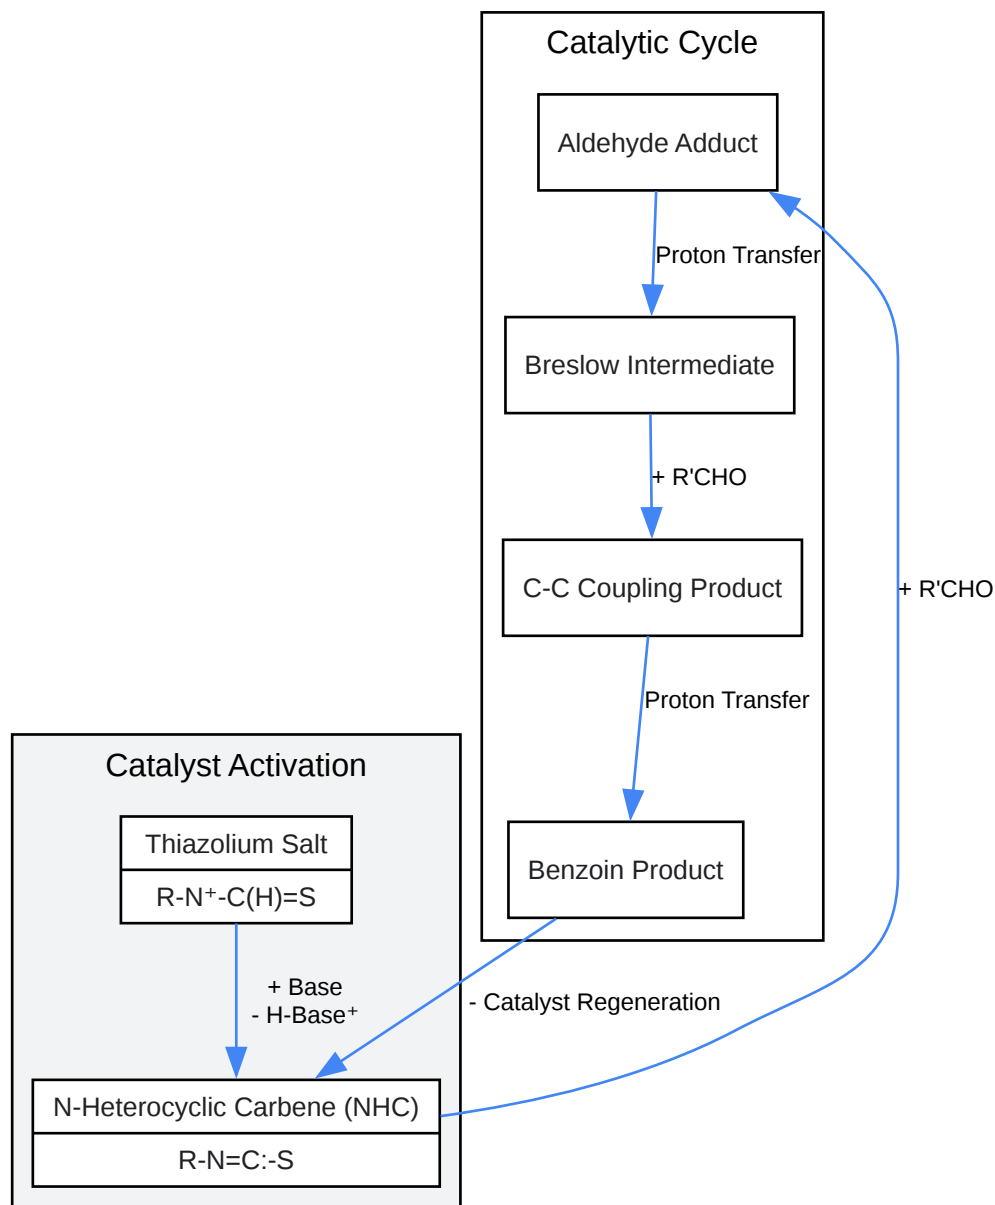 Catalytic Cycle
Aldehyde Adduct
Proton Transfer
Breslow Intermediate
+ R'CHO
C-C Coupling Product
+ R'CHO
Proton Transfer
Catalyst Activation
Thiazolium Salt
R-N⁺-C(H)=S
Benzoin Product
+ Base
- H-Base⁺
- Catalyst Regeneration
N-Heterocyclic Carbene (NHC)
R-N=C:-S